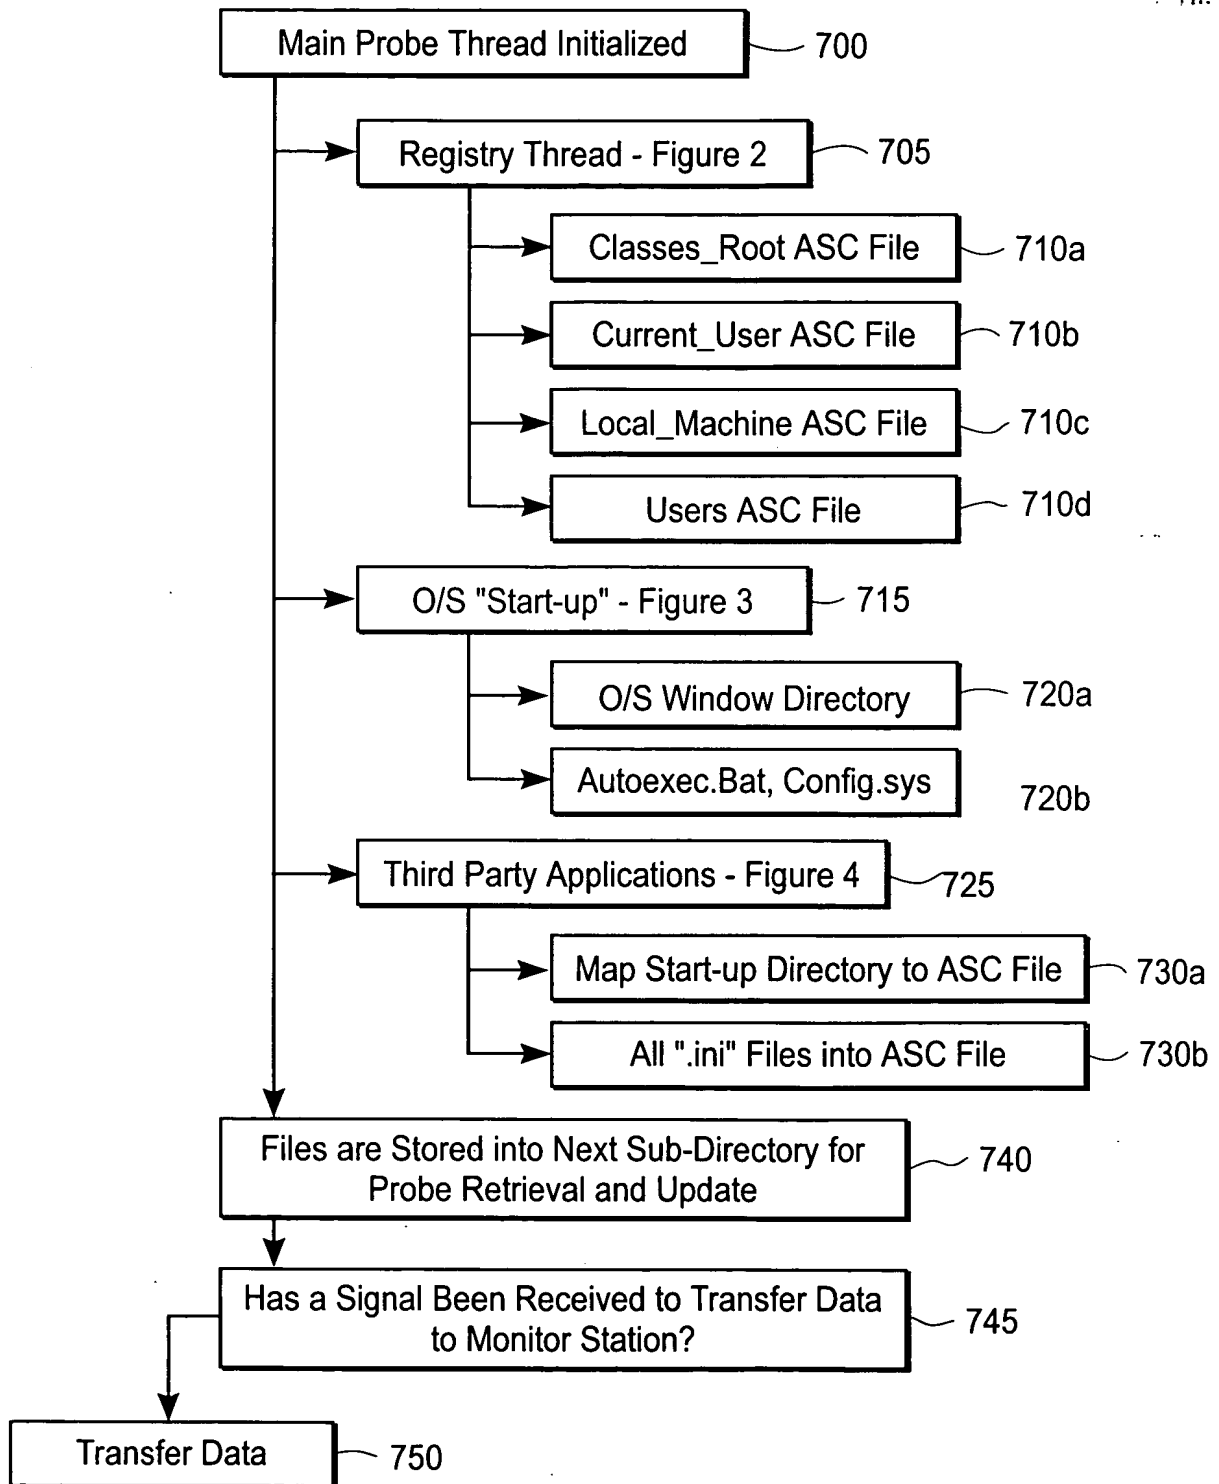 Main Probe Thread Initialized
700
Registry Thread - Figure 2
705
Classes_Root ASC File
710a
Current_User ASC File
710b
Local_Machine ASC File
710c
Users ASC File
710d
O/S "Start-up" - Figure 3
715
O/S Window Directory
720a
Autoexec.Bat, Config.sys
720b
Third Party Applications - Figure 4
725
Map Start-up Directory to ASC File
730a
All ".ini" Files into ASC File
730b
Files are Stored into Next Sub-Directory for
Probe Retrieval and Update
740
Has a Signal Been Received to Transfer Data
to Monitor Station?
745
Transfer Data
750